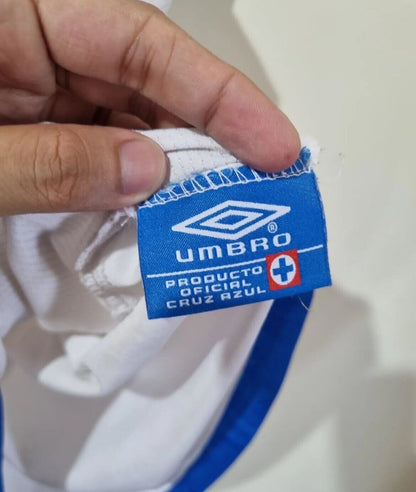 ®
UMBRO
PRODUCTO
OFICIAL
CRUZ AZUL